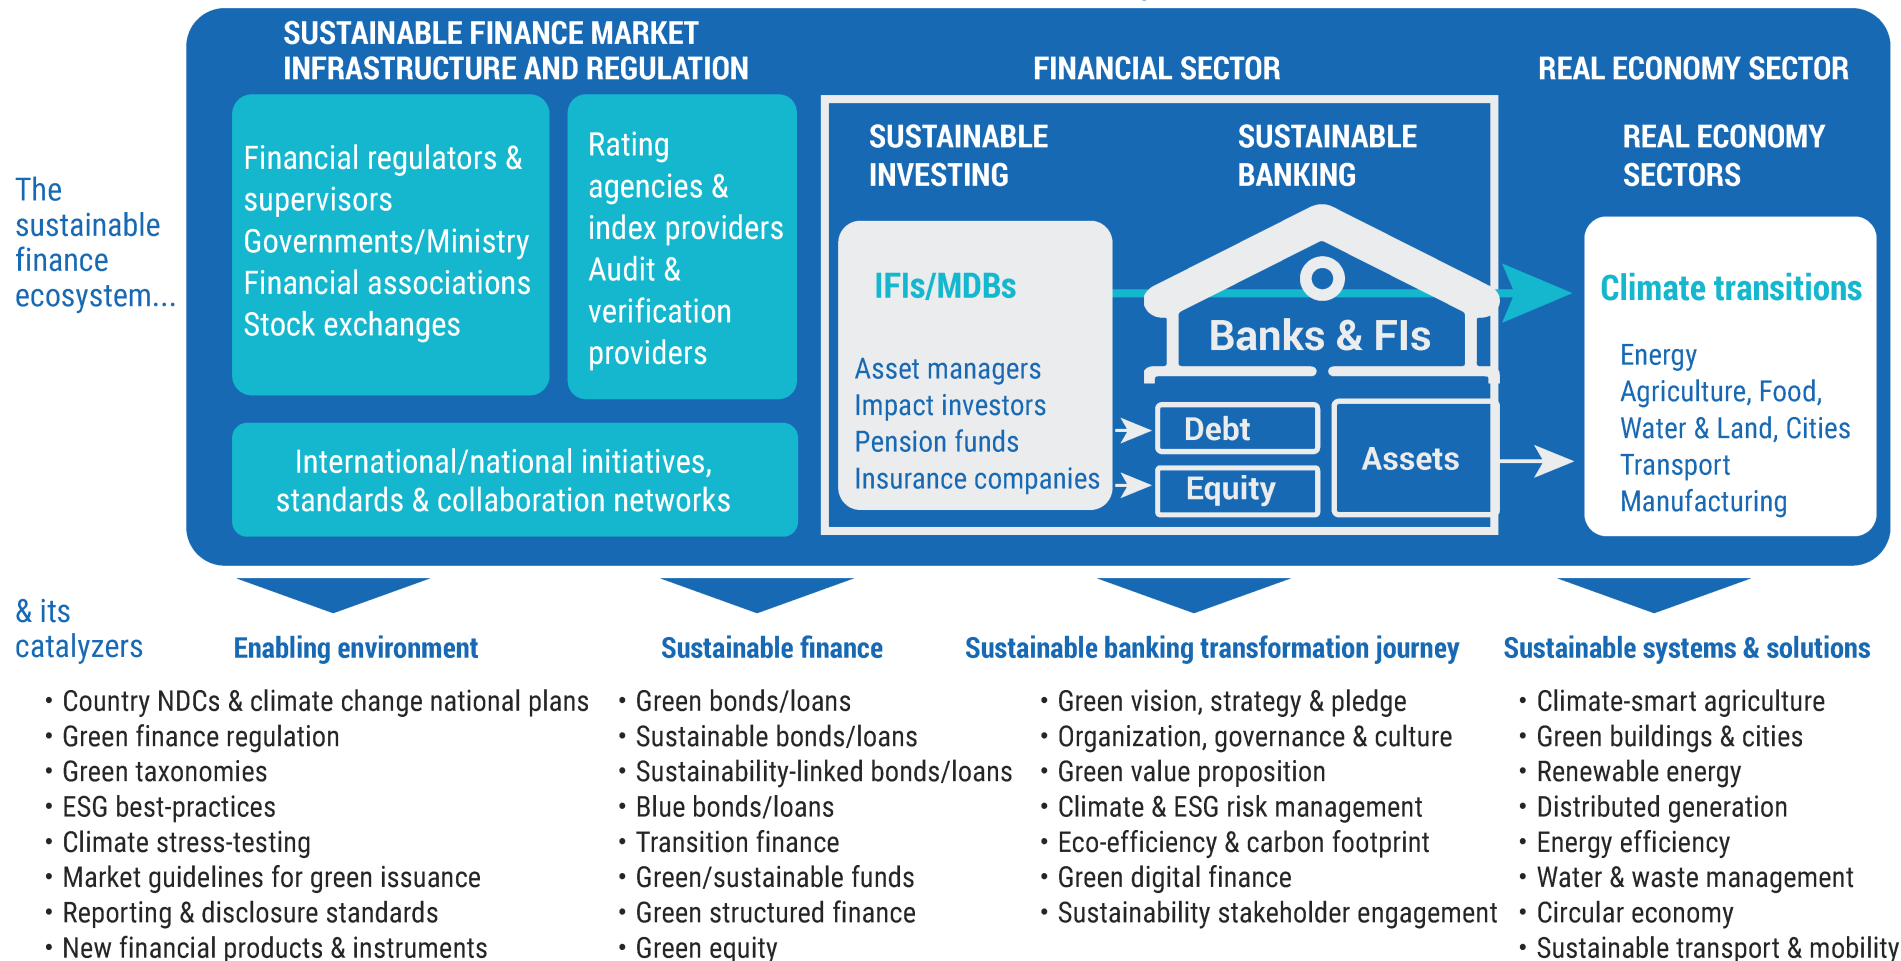 SUSTAINABLE FINANCE MARKET
INFRASTRUCTURE AND REGULATION
FINANCIAL SECTOR
REAL ECONOMY SECTOR
The
sustainable
finance
ecosystem...
Financial regulators &
supervisors
Governments/Ministry
Financial associations
Stock exchanges
Rating
agencies &
index providers
Audit &
verification
providers
International/national initiatives,
standards & collaboration networks
SUSTAINABLE
INVESTING
IFIs/MDBs
Asset managers
Impact investors
Pension funds
Insurance companies
SUSTAINABLE
BANKING
Banks & FIs
Debt
Equity
Assets
REAL ECONOMY
SECTORS
Climate transitions
Energy
Agriculture, Food,
Water & Land, Cities
Transport
Manufacturing
& its
catalyzers
Enabling environment
• Country NDCs & climate change national plans
• Green finance regulation
• Green taxonomies
• ESG best-practices
• Climate stress-testing
• Market guidelines for green issuance
• Reporting & disclosure standards
• New financial products & instruments
Sustainable finance
• Green bonds/loans
• Sustainable bonds/loans
• Sustainability-linked bonds/loans
• Blue bonds/loans
• Transition finance
• Green/sustainable funds
• Green structured finance
• Green equity
Sustainable banking transformation journey
• Green vision, strategy & pledge
• Organization, governance & culture
• Green value proposition
• Climate & ESG risk management
• Eco-efficiency & carbon footprint
• Green digital finance
• Sustainability stakeholder engagement
Sustainable systems & solutions
• Climate-smart agriculture
• Green buildings & cities
• Renewable energy
• Distributed generation
• Energy efficiency
• Water & waste management
• Circular economy
• Sustainable transport & mobility